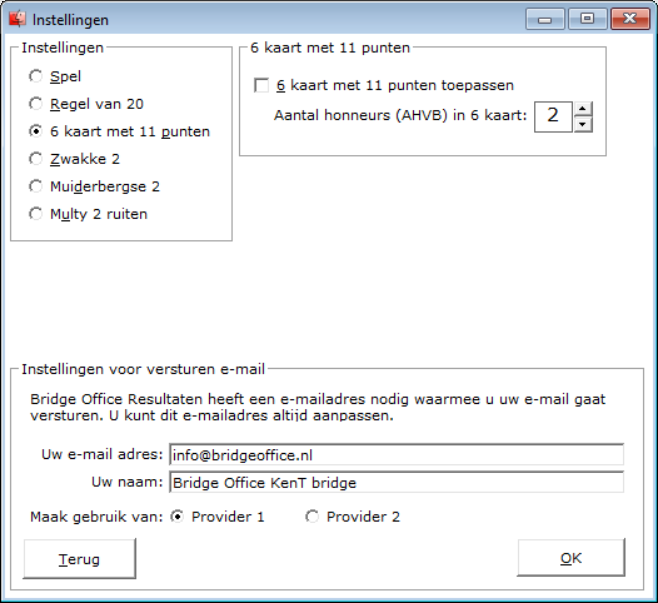 Instellingen
Instellingen
Spel
Regel van 20
6 kaart met 11 punten
Zwakke 2
Muiderbergse 2
Multy 2 ruiten
6 kaart met 11 punten
6 kaart met 11 punten toepassen
Aantal honneurs (AHVB) in 6 kaart: 2
Instellingen voor versturen e-mail
Bridge Office Resultaten heeft een e-mailadres nodig waarmee u uw e-mail gaat
versturen. U kunt dit e-mailadres altijd aanpassen.
Uw e-mail adres: info@bridgeoffice.nl
Uw naam: Bridge Office KenT bridge
Maak gebruik van: Provider 1 Provider 2
Terug OK